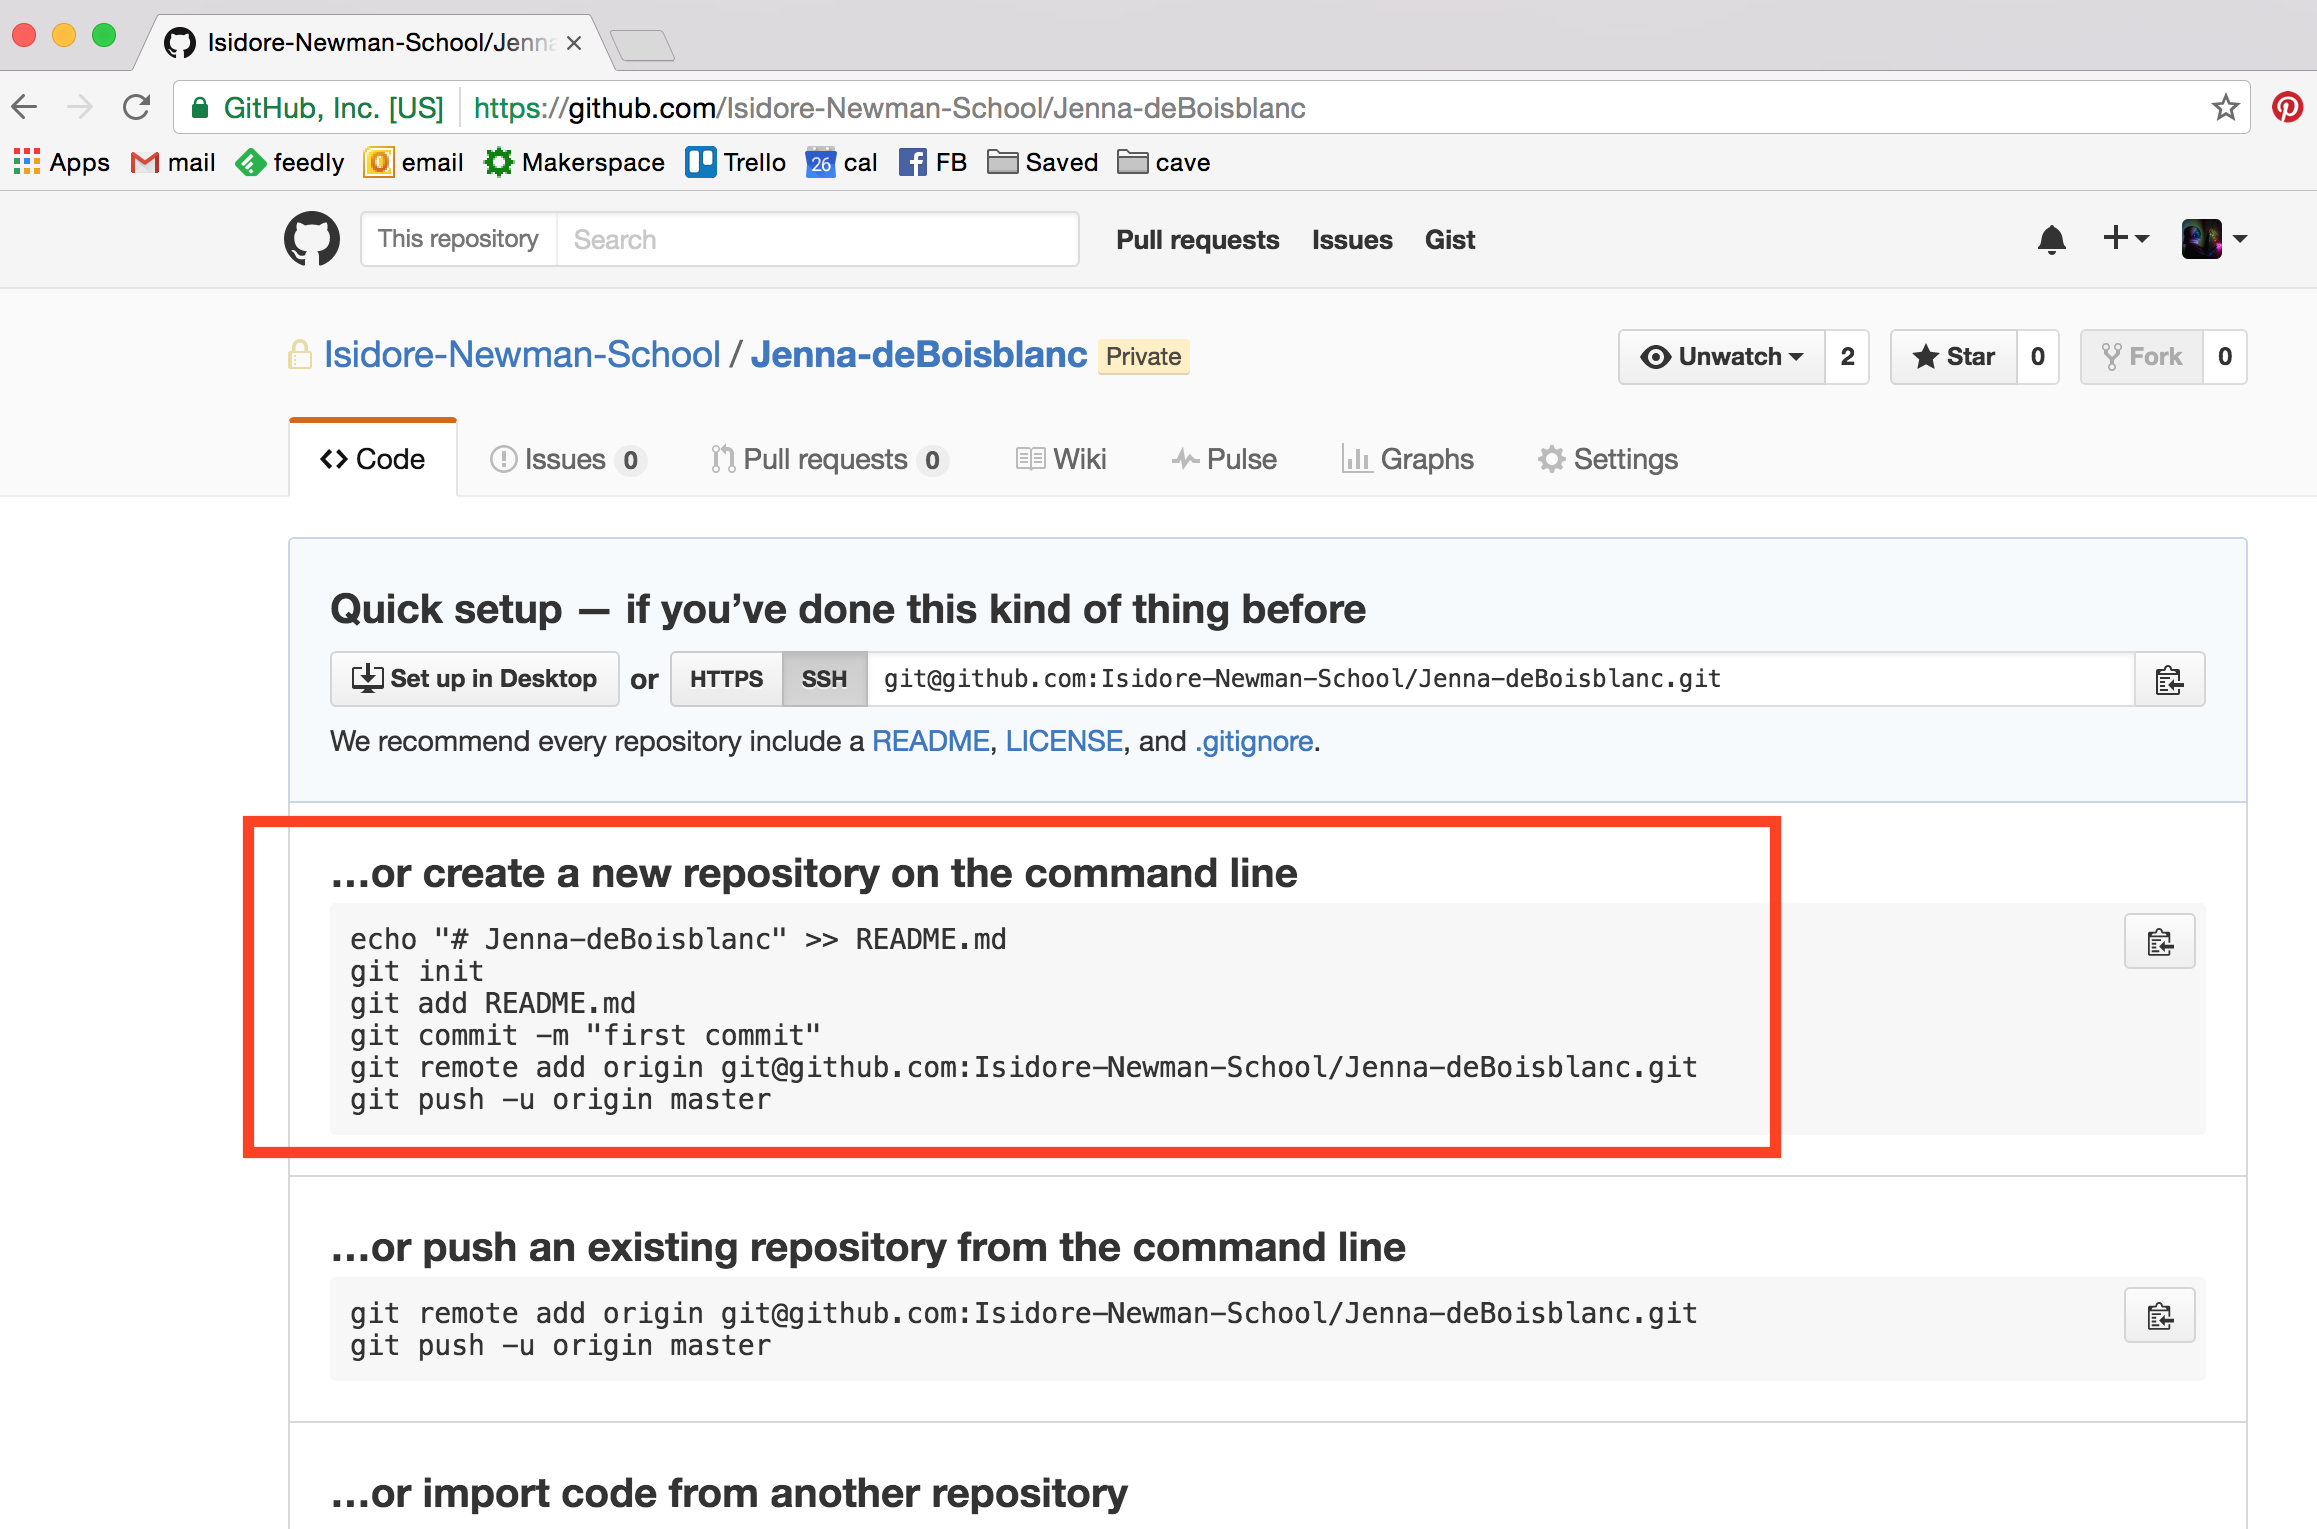 Isidore-Newman-School/Jenna
GitHub, Inc. [US] https://github.com/Isidore-Newman-School/Jenna-deBoisblanc
Apps mail feedly email Makerspace Trello 26 cal FB Saved cave
This repository Search Pull requests Issues Gist
Isidore-Newman-School / Jenna-deBoisblanc Private Unwatch 2 Star 0 Fork 0
Code Issues 0 Pull requests 0 Wiki Pulse Graphs Settings
Quick setup — if you’ve done this kind of thing before
Set up in Desktop or HTTPS SSH git@github.com:Isidore-Newman-School/Jenna-deBoisblanc.git
We recommend every repository include a README, LICENSE, and .gitignore.
…or create a new repository on the command line
echo "# Jenna-deBoisblanc" >> README.md
git init
git add README.md
git commit -m "first commit"
git remote add origin git@github.com:Isidore-Newman-School/Jenna-deBoisblanc.git
git push -u origin master
…or push an existing repository from the command line
git remote add origin git@github.com:Isidore-Newman-School/Jenna-deBoisblanc.git
git push -u origin master
…or import code from another repository